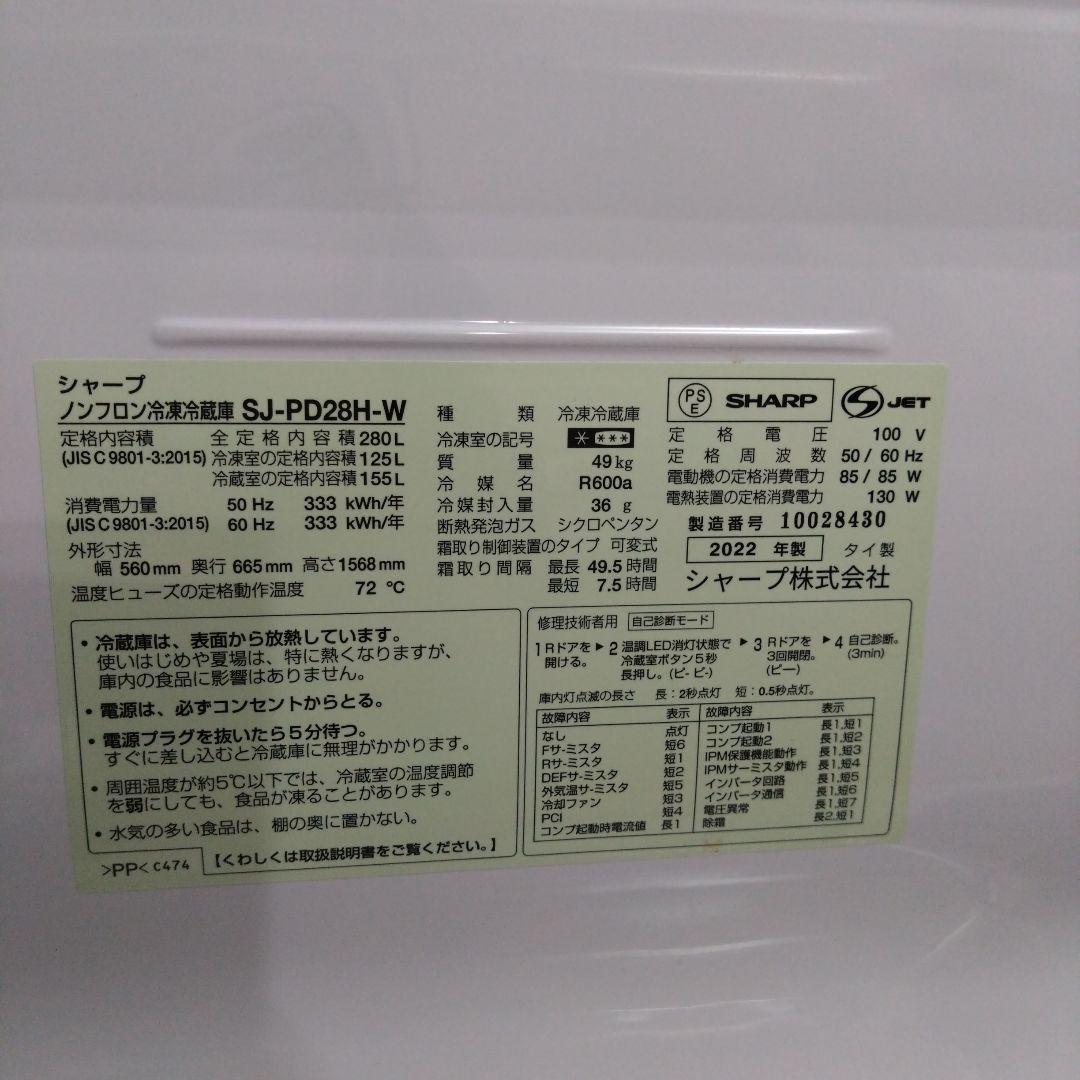 シャープ
ノンフロン冷凍冷蔵庫 SJ-PD28H-W
定格内容積 全定格内容積 280L
(JIS C 9801-3:2015) 冷凍室の定格内容積 125L
冷蔵室の定格内容積 155L
消費電力量 50 Hz 333 kWh/年
(JIS C 9801-3:2015) 60 Hz 333 kWh/年
外形寸法
幅 560mm 奥行 665mm 高さ1568mm
温度ヒューズの定格動作温度 72 ℃
種類 冷凍冷蔵庫
冷凍室の記号 * ***
質量 49kg
冷媒名 R600a
冷媒封入量 36 g
断熱発泡ガス シクロペンタン
霜取り制御装置のタイプ 可変式
霜取り間隔 最長 49.5 時間
最短 7.5 時間
PSE SHARP JET
定格電圧 100 V
定格周波数 50/60 Hz
電動機の定格消費電力 85/85 W
電熱装置の定格消費電力 130 W
製造番号 10028430
2022 年製 タイ製
シャープ株式会社
・冷蔵庫は、表面から放熱しています。
使いはじめや夏場は、特に熱くなりますが、
庫内の食品に影響はありません。
・電源は、必ずコンセントからとる。
・電源プラグを抜いたら5分待つ。
すぐに差し込むと冷蔵庫に無理がかかります。
・周囲温度が約5℃以下では、冷蔵室の温度調節
を弱にしても、食品が凍ることがあります。
・水気の多い食品は、棚の奥に置かない。
>PP< C474 【くわしくは取扱説明書をご覧ください。】
修理技術者用 自己診断モード
1 Rドアを開ける。 ▶ 2 温調LED消灯状態で冷蔵室ボタン5秒長押し。(ピ- ピ-) ▶ 3 Rドアを3回開閉。(ピー) ▶ 4 自己診断。(3min)
庫内灯点滅の長さ 長:2秒点灯 短:0.5秒点灯。
故障内容 表示
なし 点灯
Fサ-ミスタ 短6
Rサ-ミスタ 短1
DEFサ-ミスタ 短2
外気温サ-ミスタ 短5
冷却ファン 短3
PCI 短4
コンプ起動時電流値 長1
故障内容 表示
コンプ起動1 長1,短1
コンプ起動2 長1,短2
IPM保護機能動作 長1,短3
IPMサーミスタ動作 長1,短4
インバータ回路 長1,短5
インバータ通信 長1,短6
電圧異常 長1,短7
除霜 長2,短1